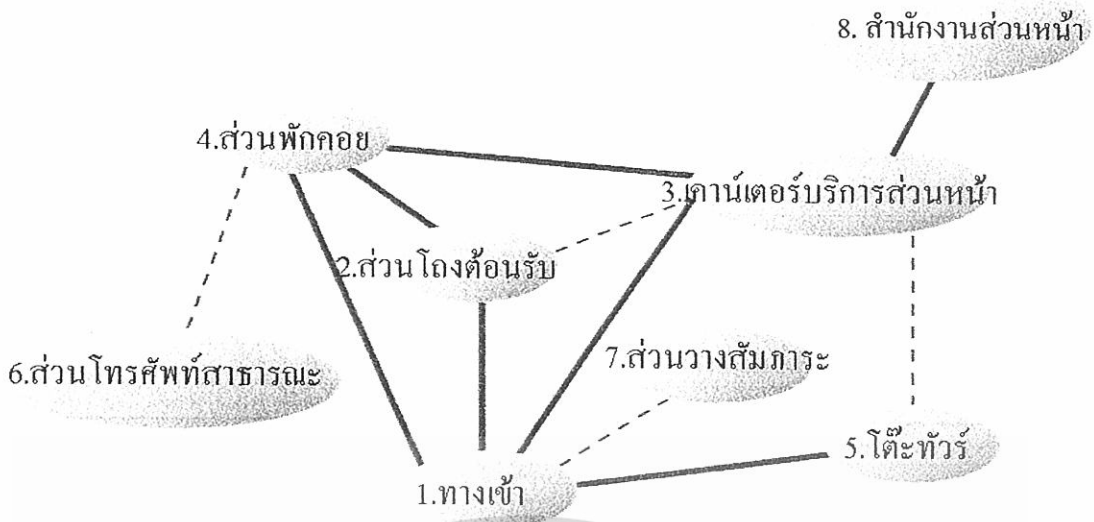 8. สำนักงานส่วนหน้า
4.ส่วนพักคอย
3.เคาน์เตอร์บริการส่วนหน้า
2.ส่วนโถงต้อนรับ
7.ส่วนวางสัมภาระ
6.ส่วนโทรศัพท์สาธารณะ
5.โต๊ะทัวร์
1.ทางเข้า